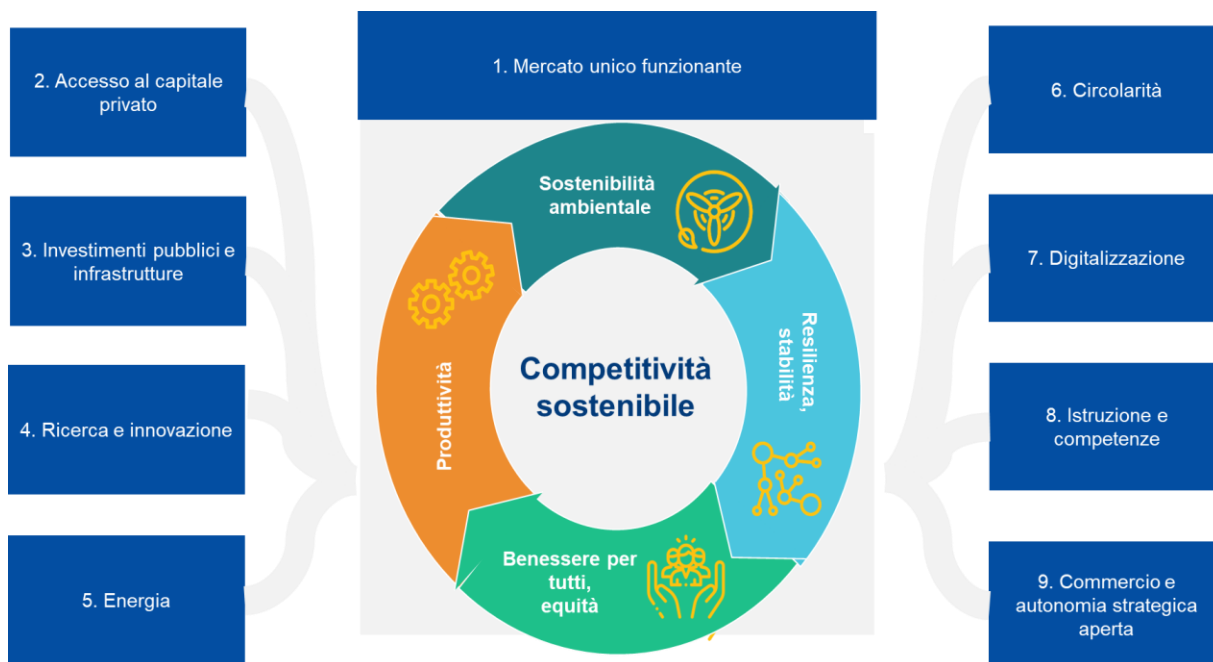 1. Mercato unico funzionante
2. Accesso al capitale
privato
3. Investimenti pubblici e
infrastrutture
4. Ricerca e innovazione
5. Energia
Sostenibilità
ambientale
Resilienza,
stabilità
Benessere per
tutti,
equità
Produttività
Competitività
sostenibile
6. Circolarità
7. Digitalizzazione
8. Istruzione e
competenze
9. Commercio e
autonomia strategica
aperta